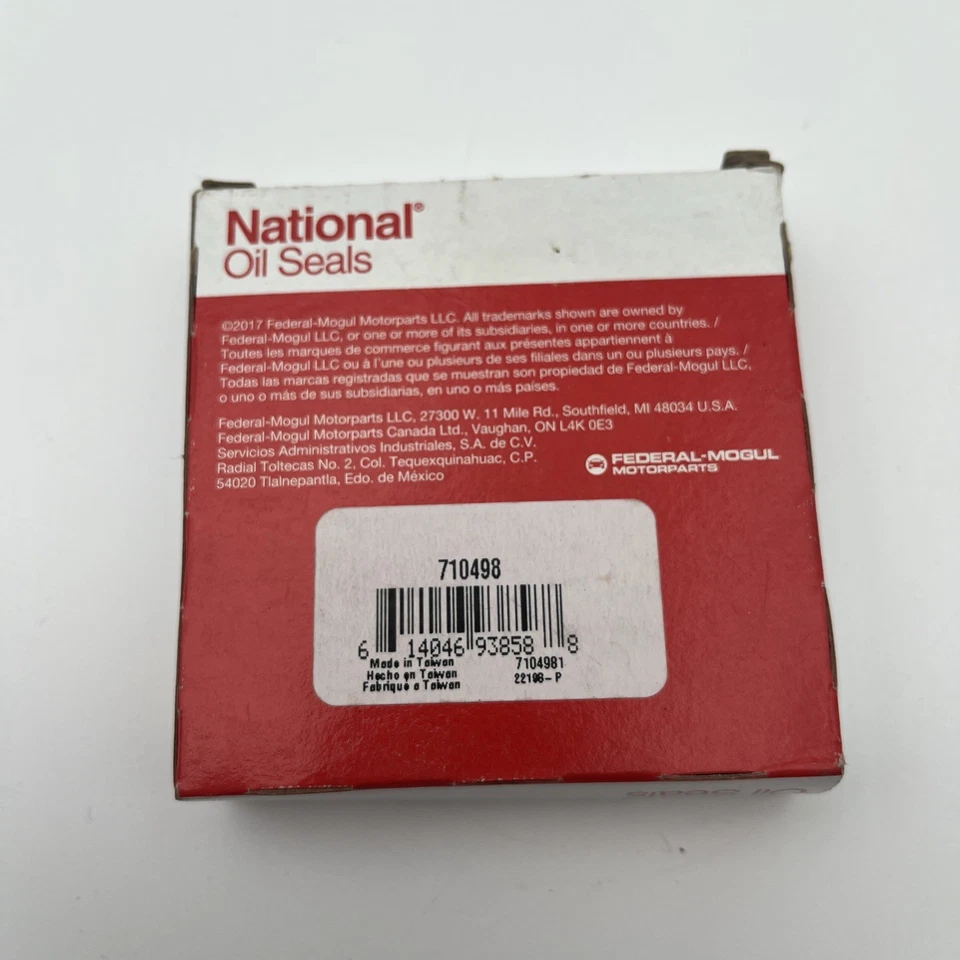 National®
Oil Seals
©2017 Federal-Mogul Motorparts LLC. All trademarks shown are owned by
Federal-Mogul LLC, or one or more of its subsidiaries, in one or more countries. /
Toutes les marques de commerce figurant aux présentes appartiennent à
Federal-Mogul LLC ou à l'une ou plusieurs de ses filiales dans un ou plusieurs pays. /
Todas las marcas registradas que se muestran son propiedad de Federal-Mogul LLC,
o uno o más de sus subsidiarias, en uno o más países.
Federal-Mogul Motorparts LLC, 27300 W. 11 Mile Rd., Southfield, MI 48034 U.S.A.
Federal-Mogul Motorparts Canada Ltd., Vaughan, ON L4K 0E3
Servicios Administrativos Industriales, S.A. de C.V.
Radial Toltecas No. 2, Col. Tequexquinahuac, C.P.
54020 Tlalnepantla, Edo. de México
FEDERAL-MOGUL
MOTORPARTS
710498
6 14046 93858 8
Made in Taiwan 7104981
Hecho en Taiwan 22196-P
Fabriqué a Taiwan
Oil Seals